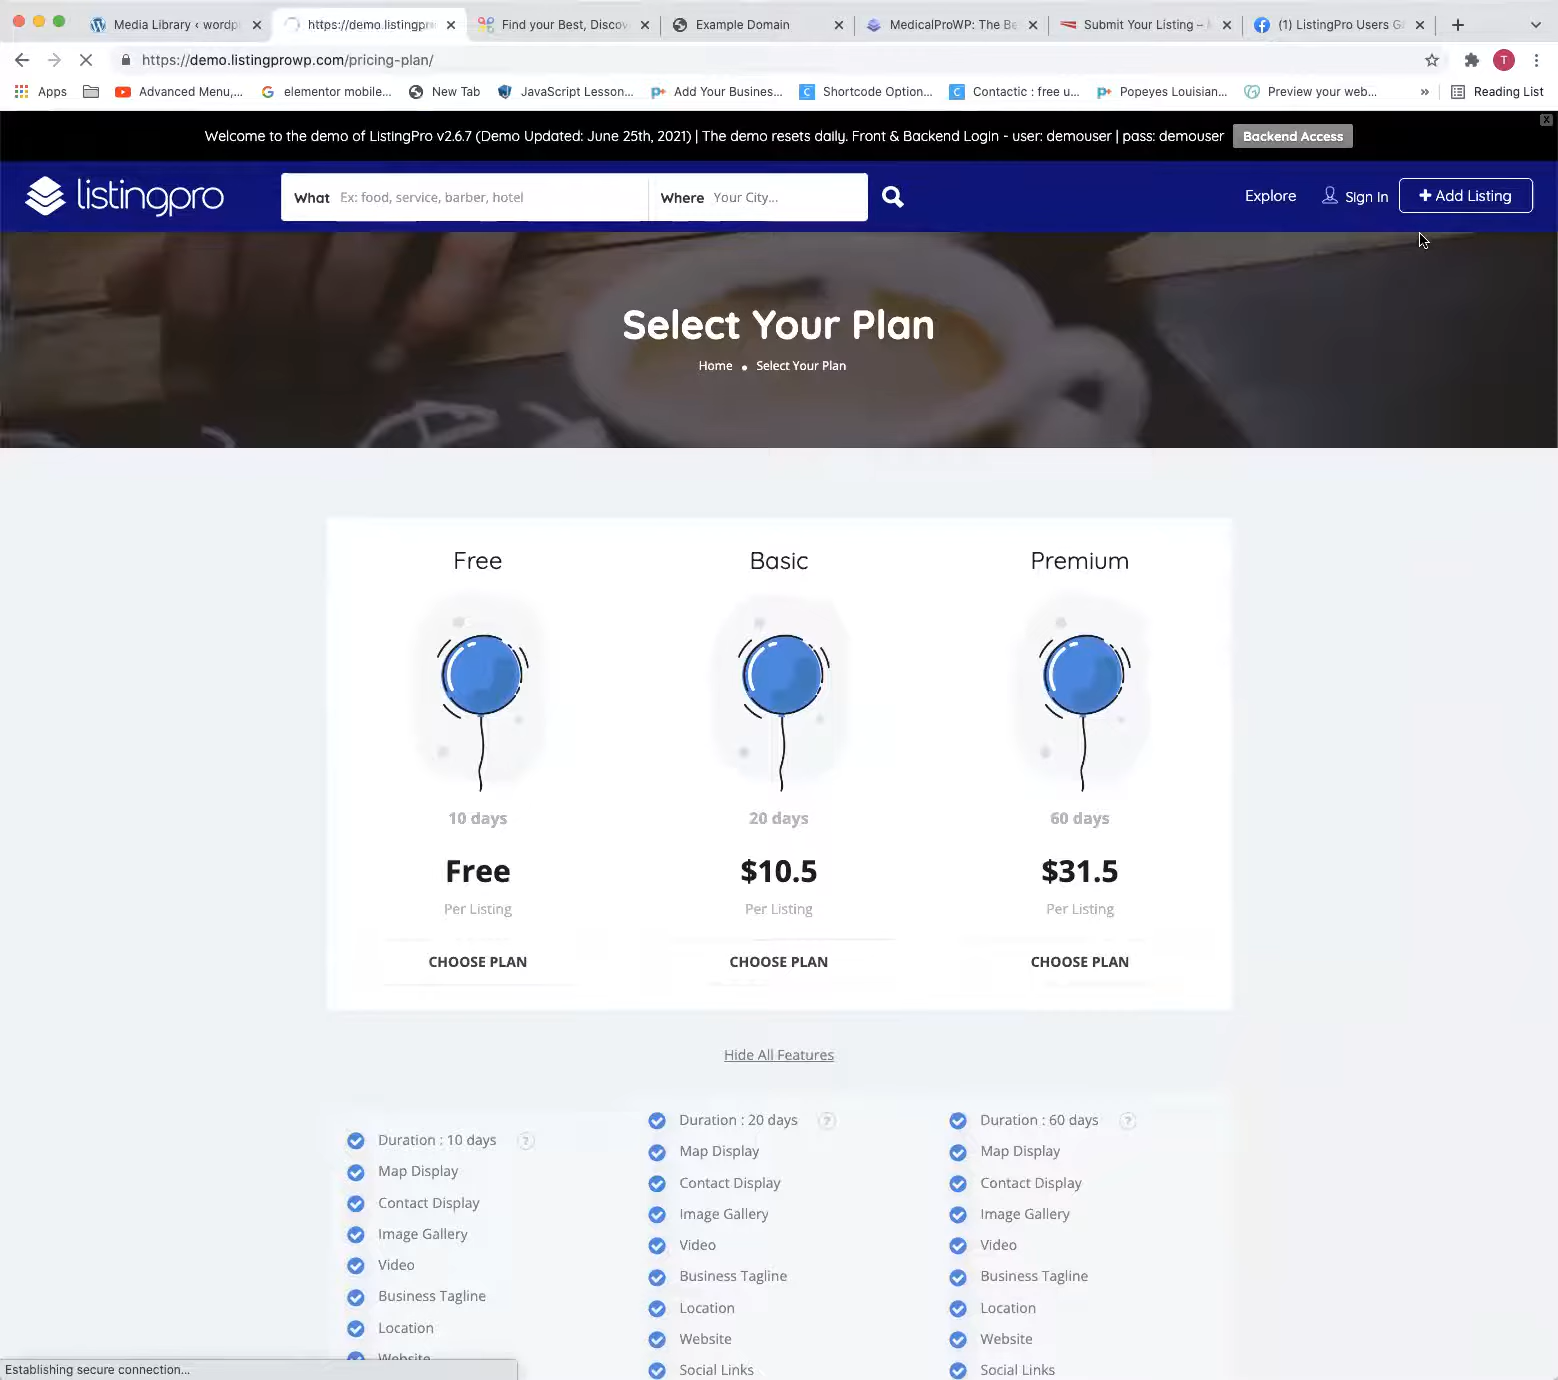 Media Library ‹ wordp
https://demo.listingpro
Find your Best, Discov
Example Domain
MedicalProWP: The Be
Submit Your Listing –
(1) ListingPro Users G
https://demo.listingprowp.com/pricing-plan/
T
Apps
Advanced Menu,...
elementor mobile...
New Tab
JavaScript Lesson...
Add Your Busines...
Shortcode Option...
Contactic : free u...
Popeyes Louisian...
Preview your web...
»
Reading List
Welcome to the demo of ListingPro v2.6.7 (Demo Updated: June 25th, 2021) | The demo resets daily. Front & Backend Login - user: demouser | pass: demouser
Backend Access
X
listingpro
What Ex: food, service, barber, hotel
Where Your City...
Explore
Sign In
+ Add Listing
Select Your Plan
Home • Select Your Plan
Free
Basic
Premium
10 days
20 days
60 days
Free
$10.5
$31.5
Per Listing
Per Listing
Per Listing
CHOOSE PLAN
CHOOSE PLAN
CHOOSE PLAN
Hide All Features
Duration : 10 days ?
Map Display
Contact Display
Image Gallery
Video
Business Tagline
Location
Website
Duration : 20 days ?
Map Display
Contact Display
Image Gallery
Video
Business Tagline
Location
Website
Social Links
Duration : 60 days ?
Map Display
Contact Display
Image Gallery
Video
Business Tagline
Location
Website
Social Links
Establishing secure connection...